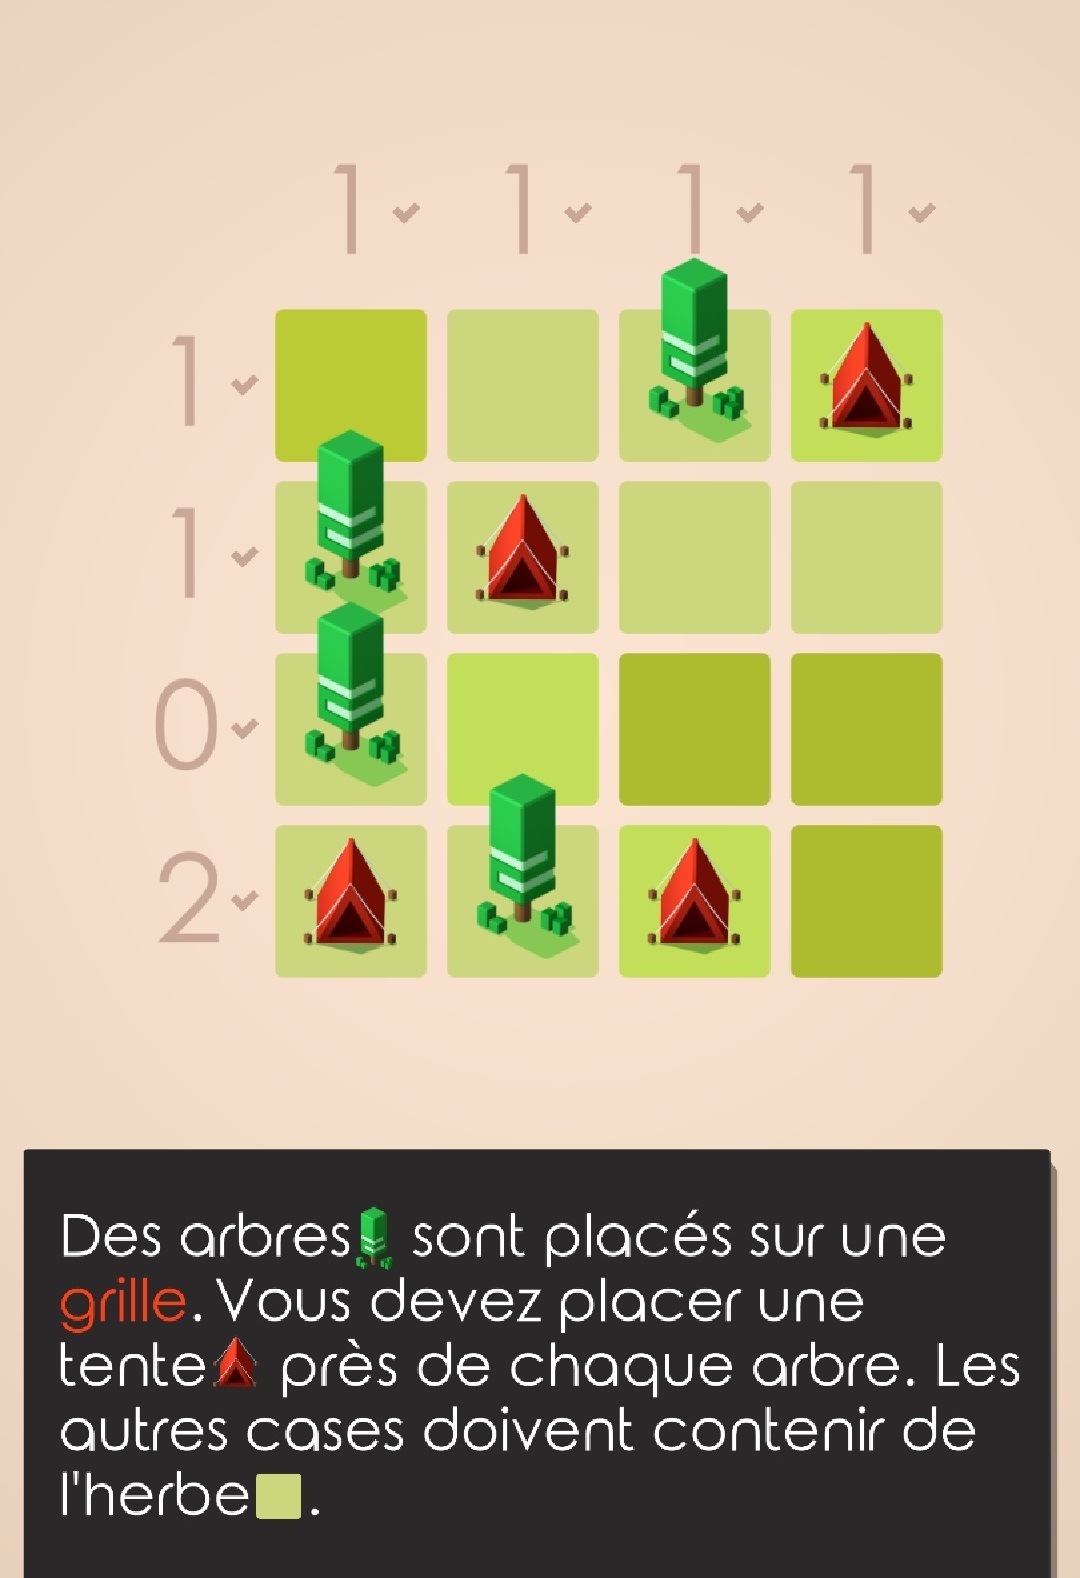 1 1 1 1
1
1
0
2
Des arbres sont placés sur une
grille. Vous devez placer une
tente près de chaque arbre. Les
autres cases doivent contenir de
l'herbe.